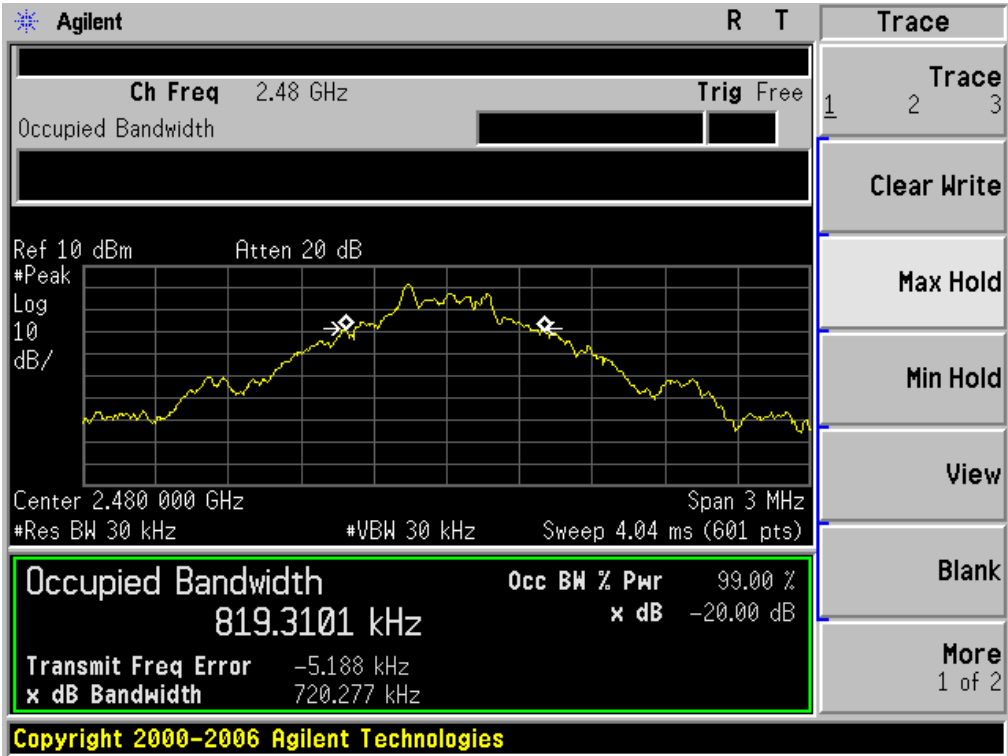 Agilent R T Trace
Ch Freq 2.48 GHz Trig Free
Occupied Bandwidth
Trace
1 2 3
Clear Write
Max Hold
Min Hold
View
Blank
More
1 of 2
Ref 10 dBm Atten 20 dB
#Peak
Log
10
dB/
Center 2.480 000 GHz Span 3 MHz
#Res BW 30 kHz #VBW 30 kHz Sweep 4.04 ms (601 pts)
Occupied Bandwidth Occ BW % Pwr 99.00 %
819.3101 kHz x dB -20.00 dB
Transmit Freq Error -5.188 kHz
x dB Bandwidth 720.277 kHz
Copyright 2000-2006 Agilent Technologies